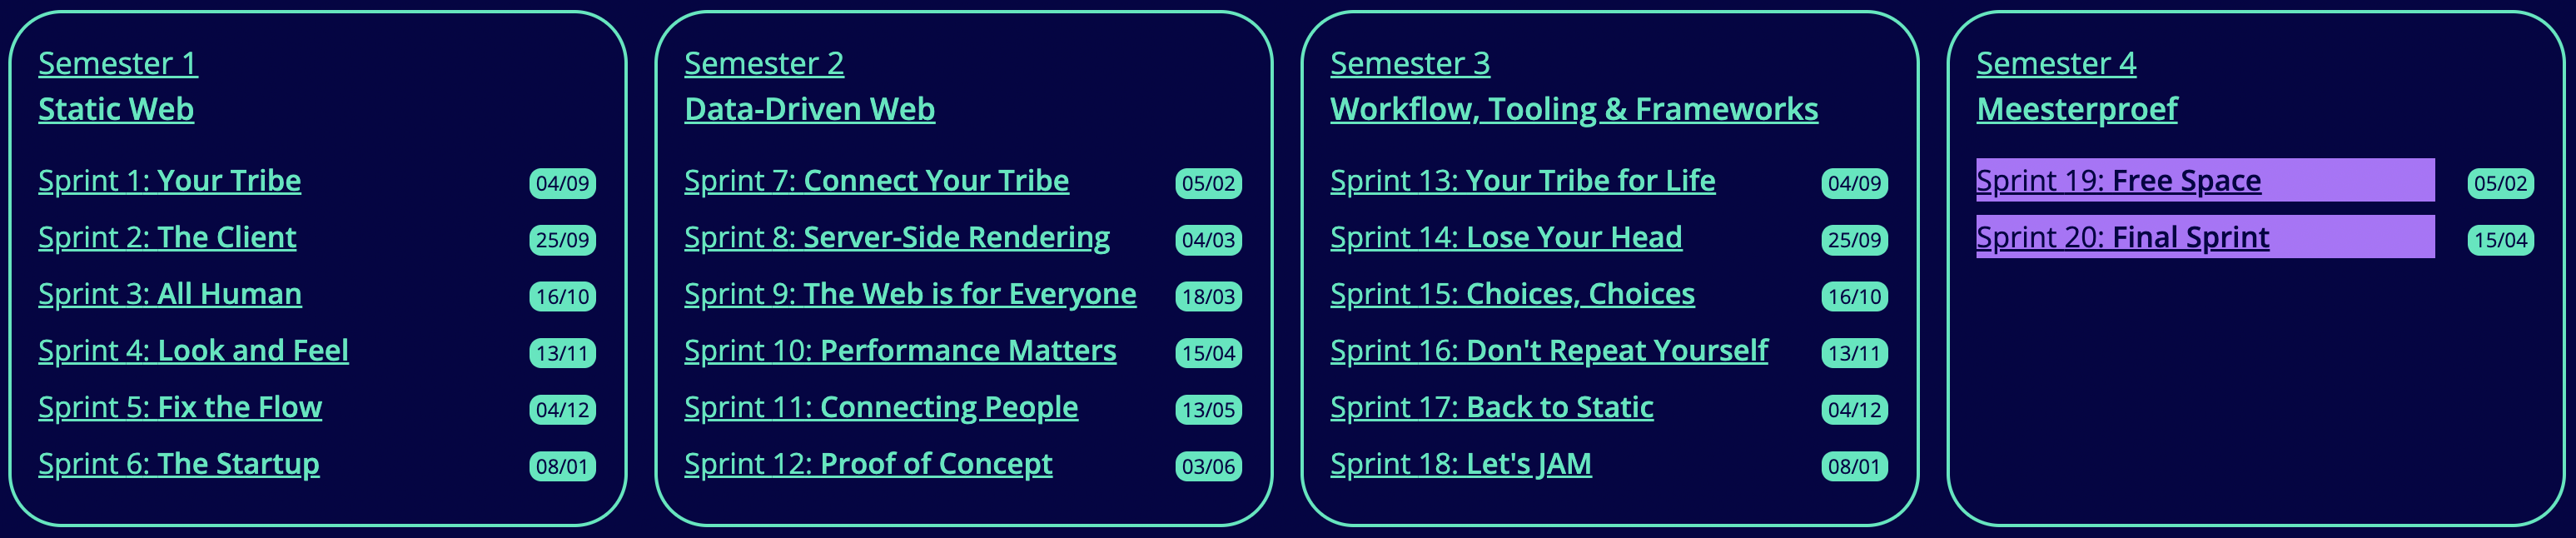 Semester 1
Static Web
Sprint 1: Your Tribe 04/09
Sprint 2: The Client 25/09
Sprint 3: All Human 16/10
Sprint 4: Look and Feel 13/11
Sprint 5: Fix the Flow 04/12
Sprint 6: The Startup 08/01
Semester 2
Data-Driven Web
Sprint 7: Connect Your Tribe 05/02
Sprint 8: Server-Side Rendering 04/03
Sprint 9: The Web is for Everyone 18/03
Sprint 10: Performance Matters 15/04
Sprint 11: Connecting People 13/05
Sprint 12: Proof of Concept 03/06
Semester 3
Workflow, Tooling & Frameworks
Sprint 13: Your Tribe for Life 04/09
Sprint 14: Lose Your Head 25/09
Sprint 15: Choices, Choices 16/10
Sprint 16: Don't Repeat Yourself 13/11
Sprint 17: Back to Static 04/12
Sprint 18: Let's JAM 08/01
Semester 4
Meesterproef
Sprint 19: Free Space 05/02
Sprint 20: Final Sprint 15/04